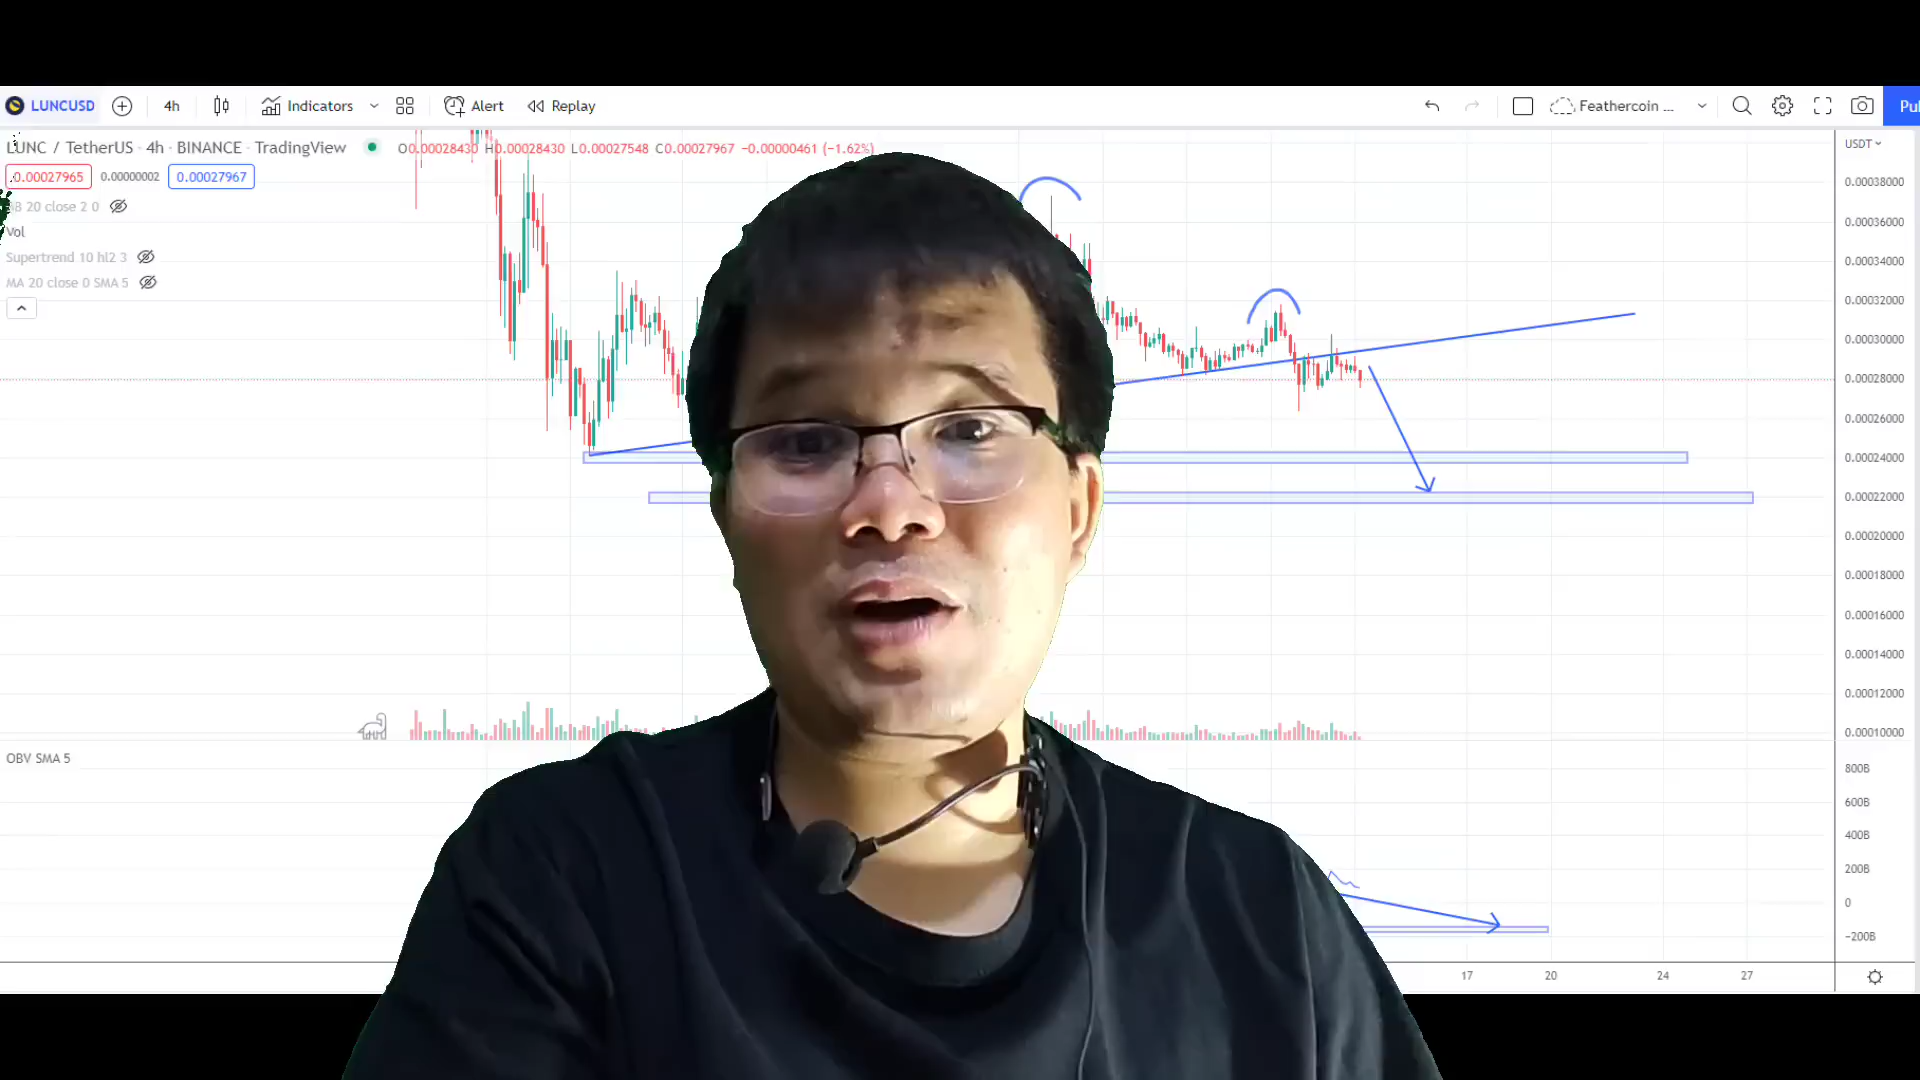 LUNCUSD 4h Indicators Alert Replay Feathercoin ... Pu
LUNC / TetherUS · 4h · BINANCE · TradingView O0.00028430 H0.00028430 L0.00027548 C0.00027967 −0.00000461 (−1.62%) USDT
0.00027965 0.00000002 0.00027967
B 20 close 2 0
Vol
Supertrend 10 hl2 3
MA 20 close 0 SMA 5
0.00038000
0.00036000
0.00034000
0.00032000
0.00030000
0.00028000
0.00026000
0.00024000
0.00022000
0.00020000
0.00018000
0.00016000
0.00014000
0.00012000
0.00010000
OBV SMA 5
800B
600B
400B
200B
0
−200B
17 20 24 27